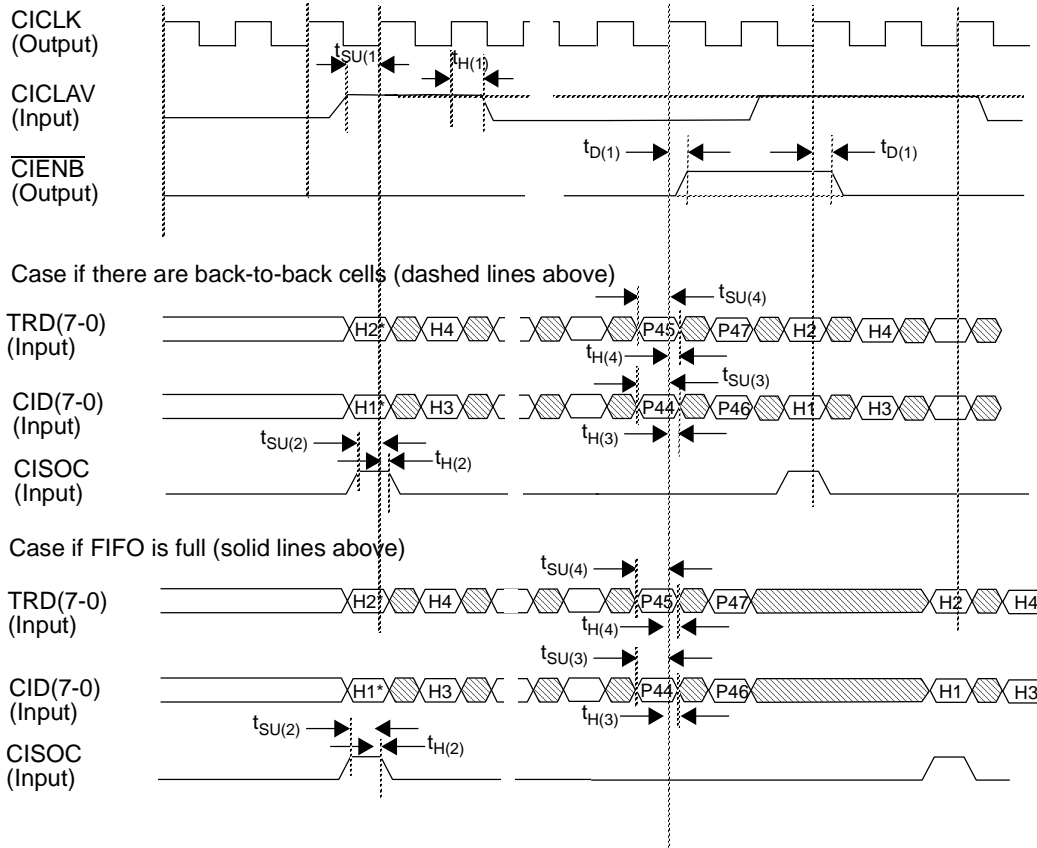 CICLK
(Output)
tSU(1
tH(1)
CICLAV
(Input)
tD(1)
tD(1)
CIENB
(Output)
Case if there are back-to-back cells (dashed lines above)
tSU(4)
TRD(7-0)
(Input)
H2* H4 P45 P47 H2 H4
tH(4)
tSU(3)
CID(7-0)
(Input)
H1* H3 P44 P46 H1 H3
tSU(2)
tH(3)
tH(2)
CISOC
(Input)
Case if FIFO is full (solid lines above)
tSU(4)
TRD(7-0)
(Input)
H2* H4 P45 P47 H2 H4
tH(4)
tSU(3)
CID(7-0)
(Input)
H1* H3 P44 P46 H1 H3
tSU(2)
tH(3)
tH(2)
CISOC
(Input)